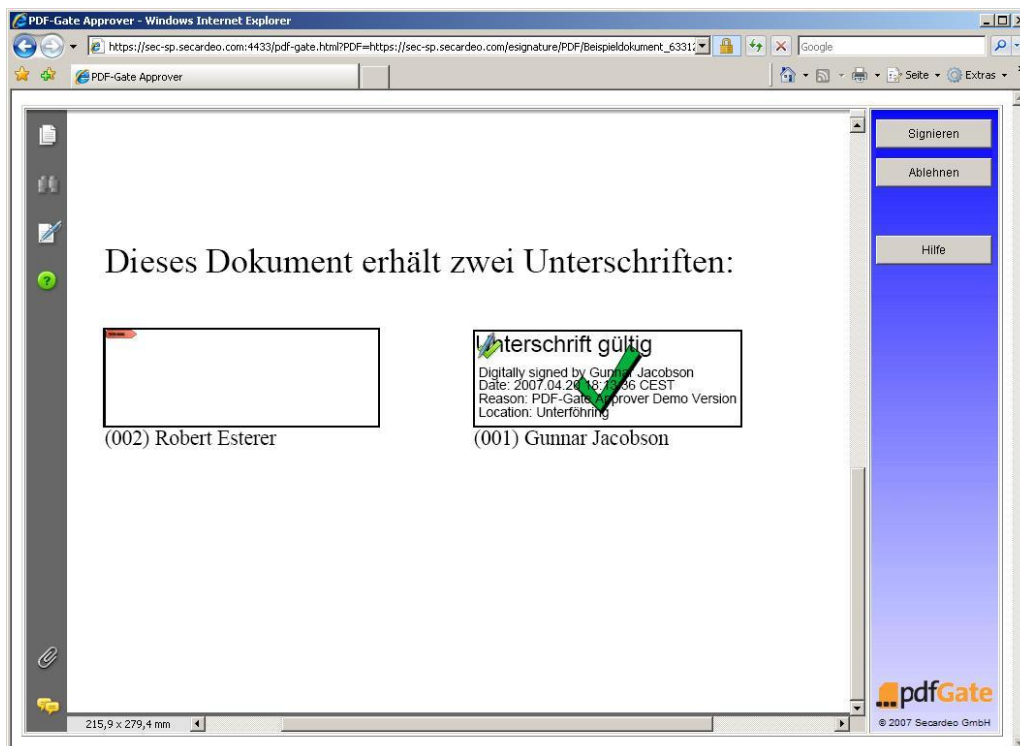 PDF-Gate Approver - Windows Internet Explorer
https://sec-sp.secardeo.com:4433/pdf-gate.html?PDF=https://sec-sp.secardeo.com/esignature/PDF/Beispieldokument_6331
Google
PDF-Gate Approver
Seite
Extras
Signieren
Ablehnen
Hilfe
Dieses Dokument erhält zwei Unterschriften:
Unterschrift gültig
Digitally signed by Gunnar Jacobson
Date: 2007.04.20 18:13:36 CEST
Reason: PDF-Gate Approver Demo Version
Location: Unterföhring
(002) Robert Esterer
(001) Gunnar Jacobson
215,9 x 279,4 mm
pdfGate
© 2007 Secardeo GmbH